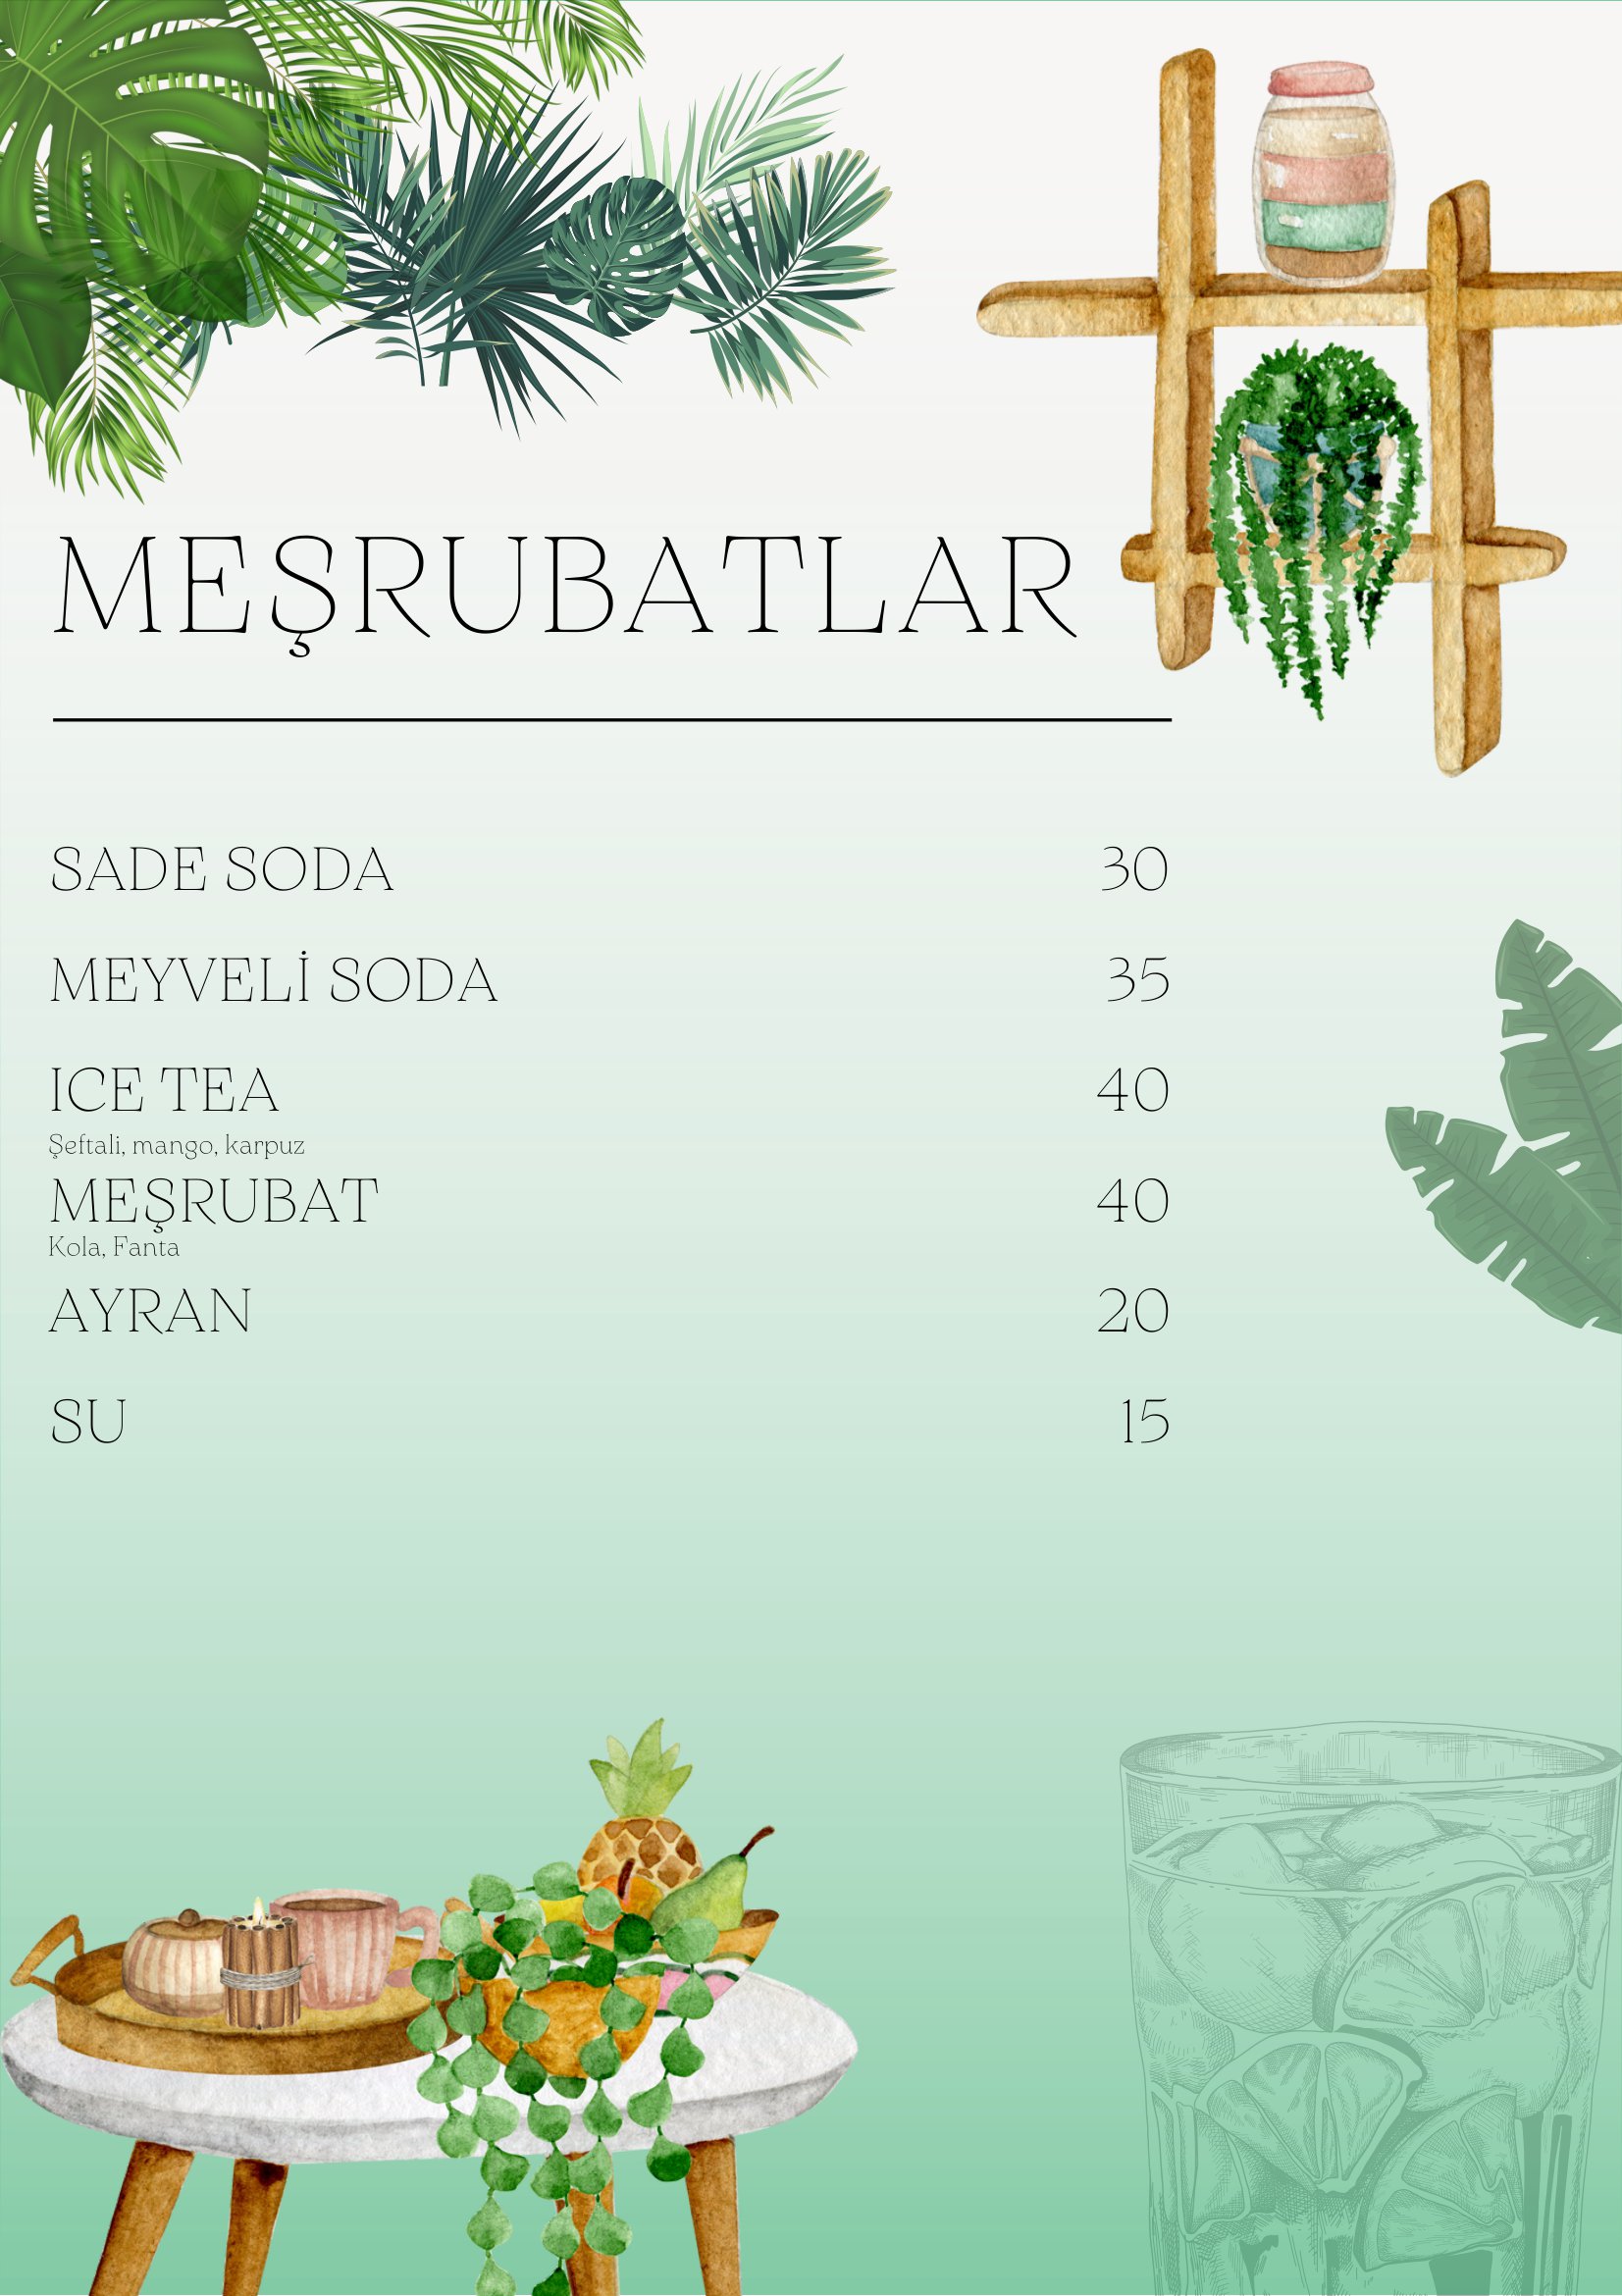 MEŞRUBATLAR
SADE SODA 30
MEYVELİ SODA 35
ICE TEA 40
Şeftali, mango, karpuz
MEŞRUBAT 40
Kola, Fanta
AYRAN 20
SU 15